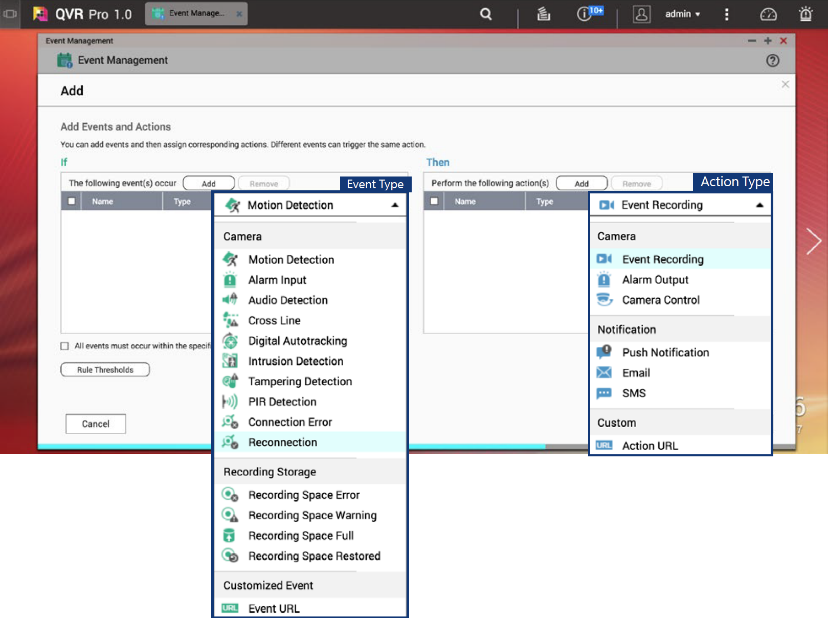 QVR Pro 1.0
Event Manage...
10+
admin
Event Management
Event Management
Add
Add Events and Actions
You can add events and then assign corresponding actions. Different events can trigger the same action.
If
The following event(s) occur
Add
Remove
Event Type
Name
Type
Motion Detection
Camera
Motion Detection
Alarm Input
Audio Detection
Cross Line
Digital Autotracking
Intrusion Detection
Tampering Detection
PIR Detection
Connection Error
Reconnection
Recording Storage
Recording Space Error
Recording Space Warning
Recording Space Full
Recording Space Restored
Customized Event
URL Event URL
All events must occur within the specifi
Rule Thresholds
Cancel
Then
Perform the following action(s)
Add
Remove
Action Type
Name
Type
Event Recording
Camera
Event Recording
Alarm Output
Camera Control
Notification
Push Notification
Email
SMS
Custom
URL Action URL
6
7